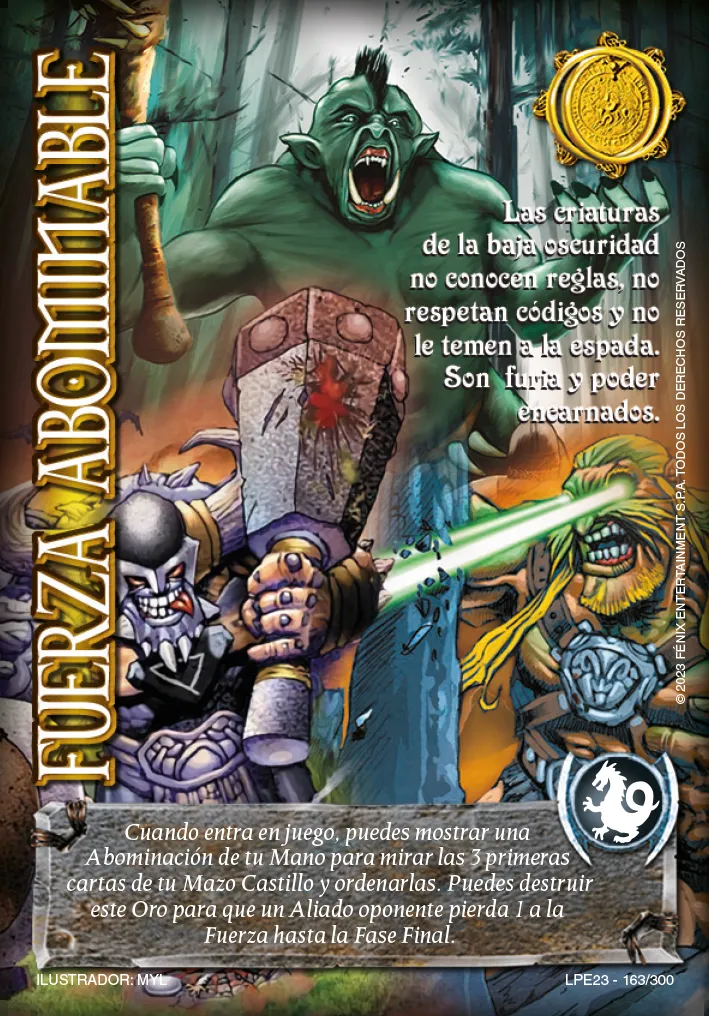 FUERZA ABOMINABLE
Las criaturas
de la baja oscuridad
no conocen reglas, no
respetan códigos y no
le temen a la espada.
Son furia y poder
encarnados.
© 2023 FÉNIX ENTERTAINMENT S.P.A. TODOS LOS DERECHOS RESERVADOS
Cuando entra en juego, puedes mostrar una
Abominación de tu Mano para mirar las 3 primeras
cartas de tu Mazo Castillo y ordenarlas. Puedes destruir
este Oro para que un Aliado oponente pierda 1 a la
Fuerza hasta la Fase Final.
ILUSTRADOR: MYL
LPE23 - 163/300